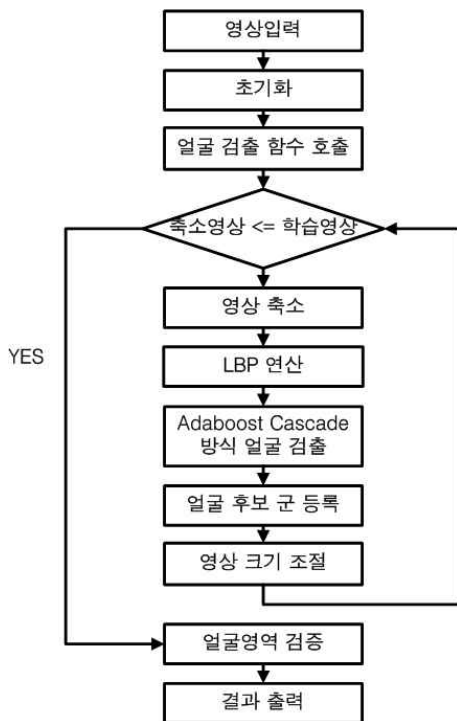 영상입력
초기화
얼굴 검출 함수 호출
축소영상 <= 학습영상
영상 축소
YES
LBP 연산
Adaboost Cascade
방식 얼굴 검출
얼굴 후보 군 등록
영상 크기 조절
얼굴영역 검증
결과 출력